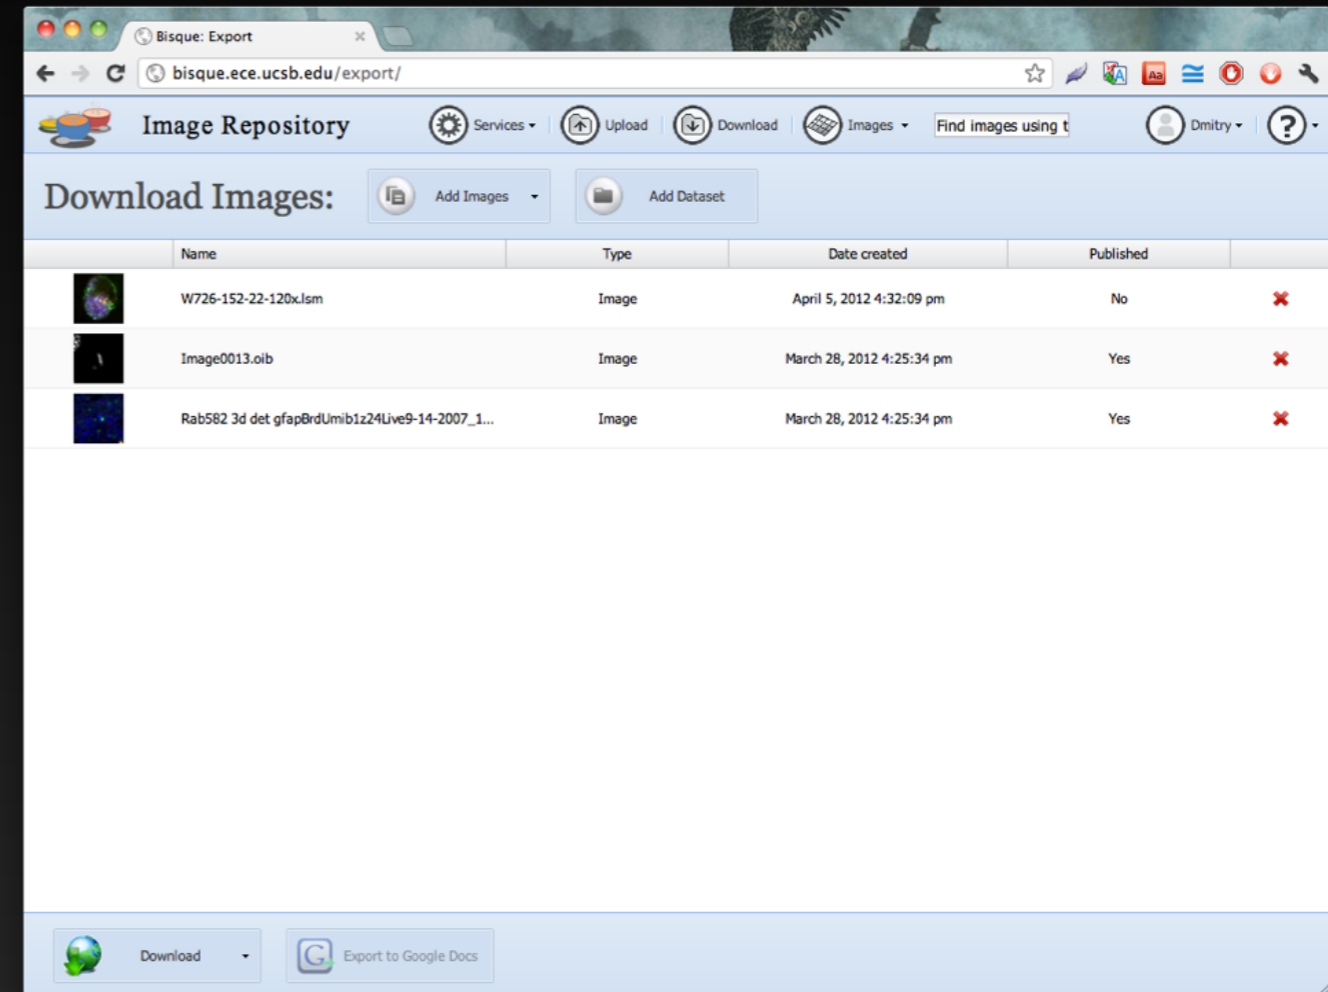 Bisque: Export
bisque.ece.ucsb.edu/export/
Image Repository Services Upload Download Images Find images using t Dmitry ?
Download Images: Add Images Add Dataset
Name Type Date created Published
W726-152-22-120x.lsm Image April 5, 2012 4:32:09 pm No
Image0013.oib Image March 28, 2012 4:25:34 pm Yes
Rab582 3d det gfapBrdUmib1z24Live9-14-2007_1... Image March 28, 2012 4:25:34 pm Yes
Download G Export to Google Docs